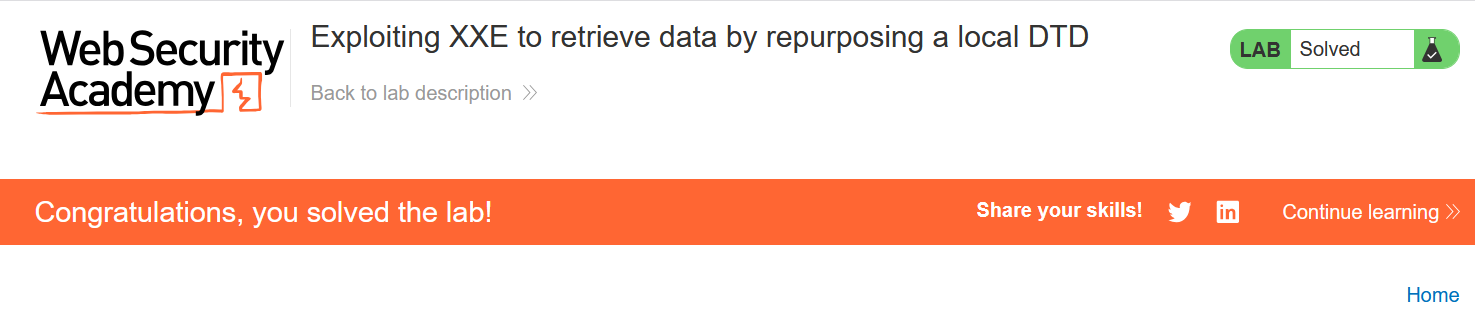 Web Security
Academy
Exploiting XXE to retrieve data by repurposing a local DTD
Back to lab description
LAB Solved
Congratulations, you solved the lab!
Share your skills!
Continue learning
Home